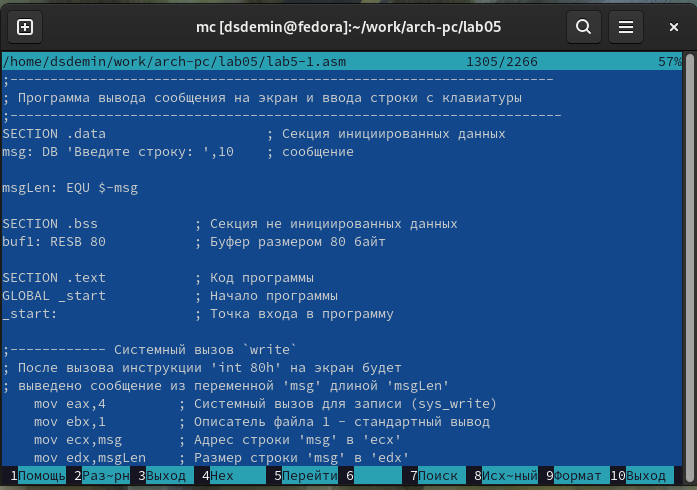 mc [dsdemin@fedora]:~/work/arch-pc/lab05
/home/dsdemin/work/arch-pc/lab05/lab5-1.asm 1305/2266 57%
;--------------------------------------------------------------------
; Программа вывода сообщения на экран и ввода строки с клавиатуры
;---------------------------------------------------------------------
SECTION .data ; Секция инициированных данных
msg: DB 'Введите строку: ',10 ; сообщение
msgLen: EQU $-msg
SECTION .bss ; Секция не инициированных данных
buf1: RESB 80 ; Буфер размером 80 байт
SECTION .text ; Код программы
GLOBAL _start ; Начало программы
_start: ; Точка входа в программу
;------------ Системный вызов `write`
; После вызова инструкции 'int 80h' на экран будет
; выведено сообщение из переменной 'msg' длиной 'msgLen'
mov eax,4 ; Системный вызов для записи (sys_write)
mov ebx,1 ; Описатель файла 1 - стандартный вывод
mov ecx,msg ; Адрес строки 'msg' в 'ecx'
mov edx,msgLen ; Размер строки 'msg' в 'edx'
1Помощь 2Раз~рн 3Выход 4Hex 5Перейти 6 7Поиск 8Исх~ный 9Формат 10Выход